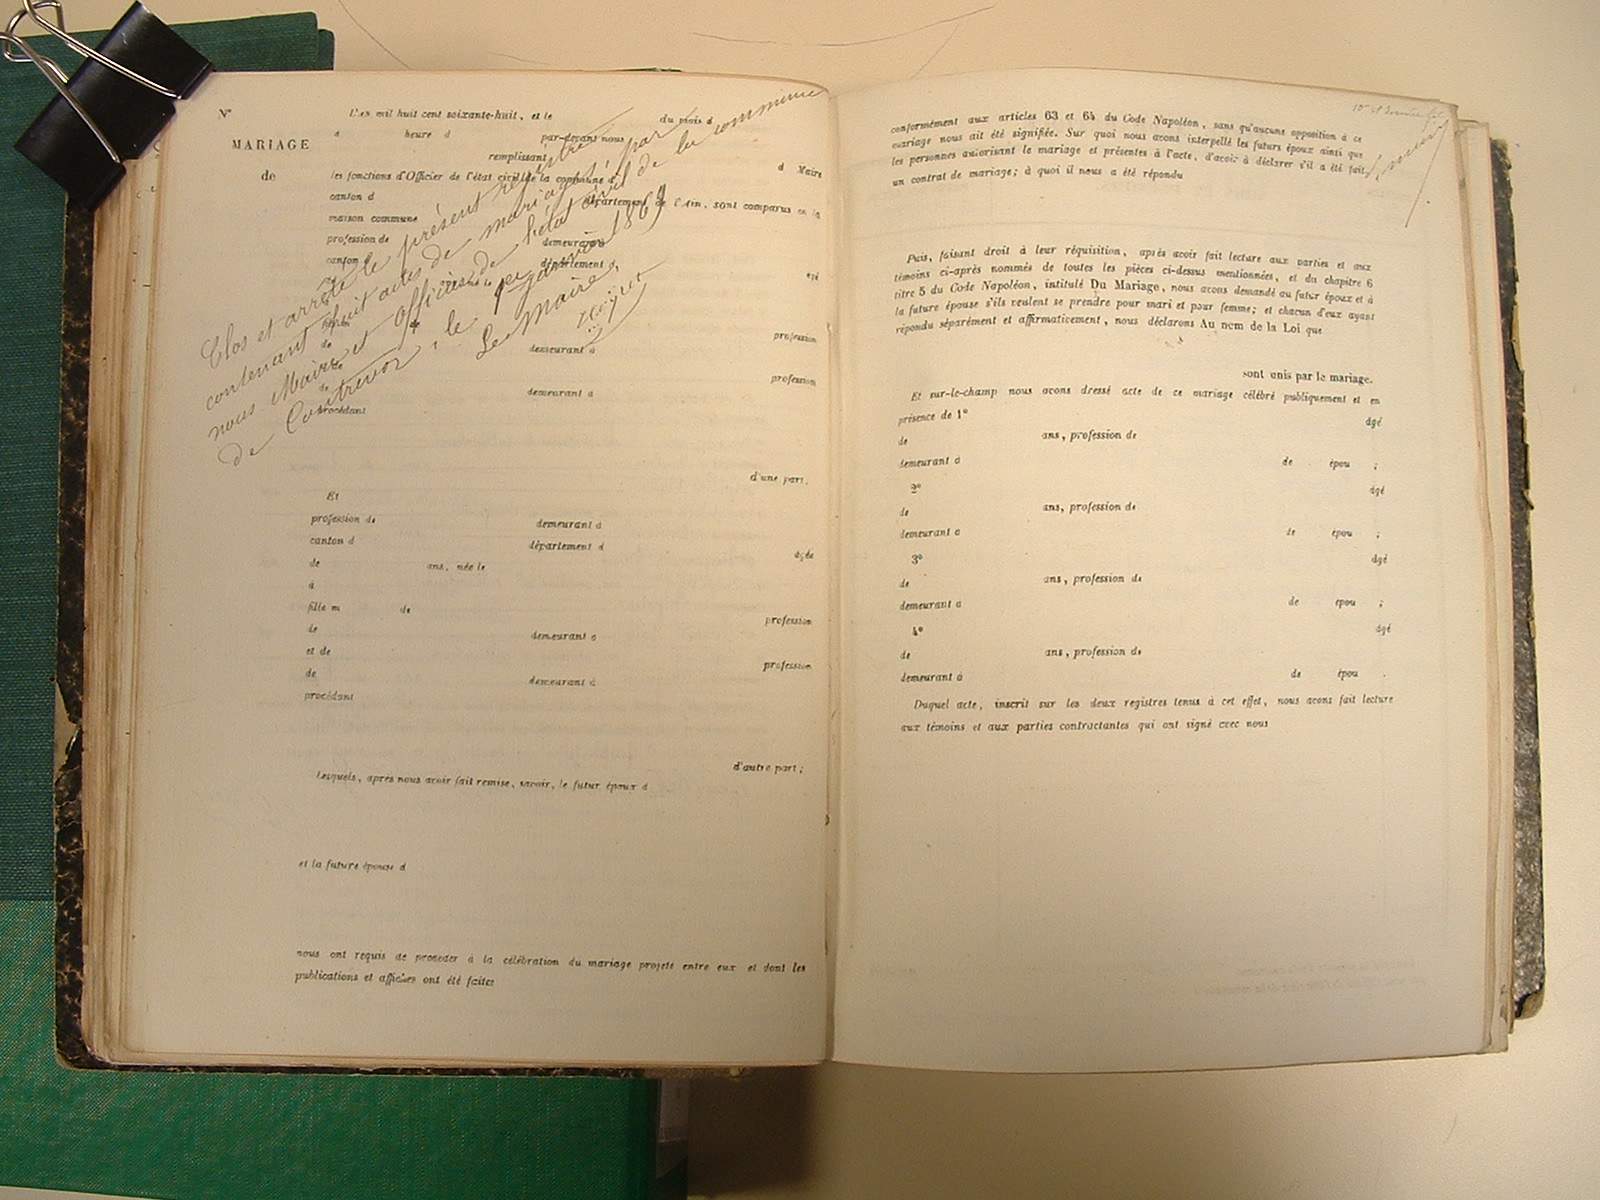 N°
MARIAGE
de
L'an mil huit cent soixante-huit, et le du mois d
à heure d par-devant nous
remplissant d Maire
les fonctions d'Officier de l'état civil de la commune d
canton d département de l'Ain, sont comparus en la
maison commune
profession de demeurant
canton d département d
âgé
de
profession
demeurant à
de
profession
de demeurant à
procédant
Clos et arrêté le présent registre
contenant huit actes de mariage par
nous Maire et officier de l'état civil de la commune
de Contrevoz, le 1er janvier 1869
Le Maire,
d'une part,
Et
profession de demeurant à
canton d département d
âgée
de ans, née le
à
fille m de
profession
de demeurant à
et de
profession
de demeurant à
procédant
d'autre part;
Lesquels, après nous avoir fait remise, savoir, le futur époux d
et la future épouse d
nous ont requis de procéder à la célébration du mariage projeté entre eux et dont les
publications et affiches ont été faites
conformément aux articles 63 et 64 du Code Napoléon, sans qu'aucune opposition à ce
mariage nous ait été signifiée. Sur quoi nous avons interpellé les futurs époux ainsi que
les personnes autorisant le mariage et présentes à l'acte, d'avoir à déclarer s'il a été fait
un contrat de mariage; à quoi il nous a été répondu
Puis, faisant droit à leur réquisition, après avoir fait lecture aux parties et aux
témoins ci-après nommés de toutes les pièces ci-dessus mentionnées, et du chapitre 6
titre 5 du Code Napoléon, intitulé Du Mariage, nous avons demandé au futur époux et à
la future épouse s'ils veulent se prendre pour mari et pour femme; et chacun d'eux ayant
répondu séparément et affirmativement, nous déclarons Au nom de la Loi que
sont unis par le mariage.
Et sur-le-champ nous avons dressé acte de ce mariage célébré publiquement et en
présence de 1° âgé
de ans, profession de
demeurant à de épou ;
2° âgé
de ans, profession de
demeurant à de épou ;
3° âgé
de ans, profession de
demeurant à de épou ;
4° âgé
de ans, profession de
demeurant à de épou .
Duquel acte, inscrit sur les deux registres tenus à cet effet, nous avons fait lecture
aux témoins et aux parties contractantes qui ont signé avec nous